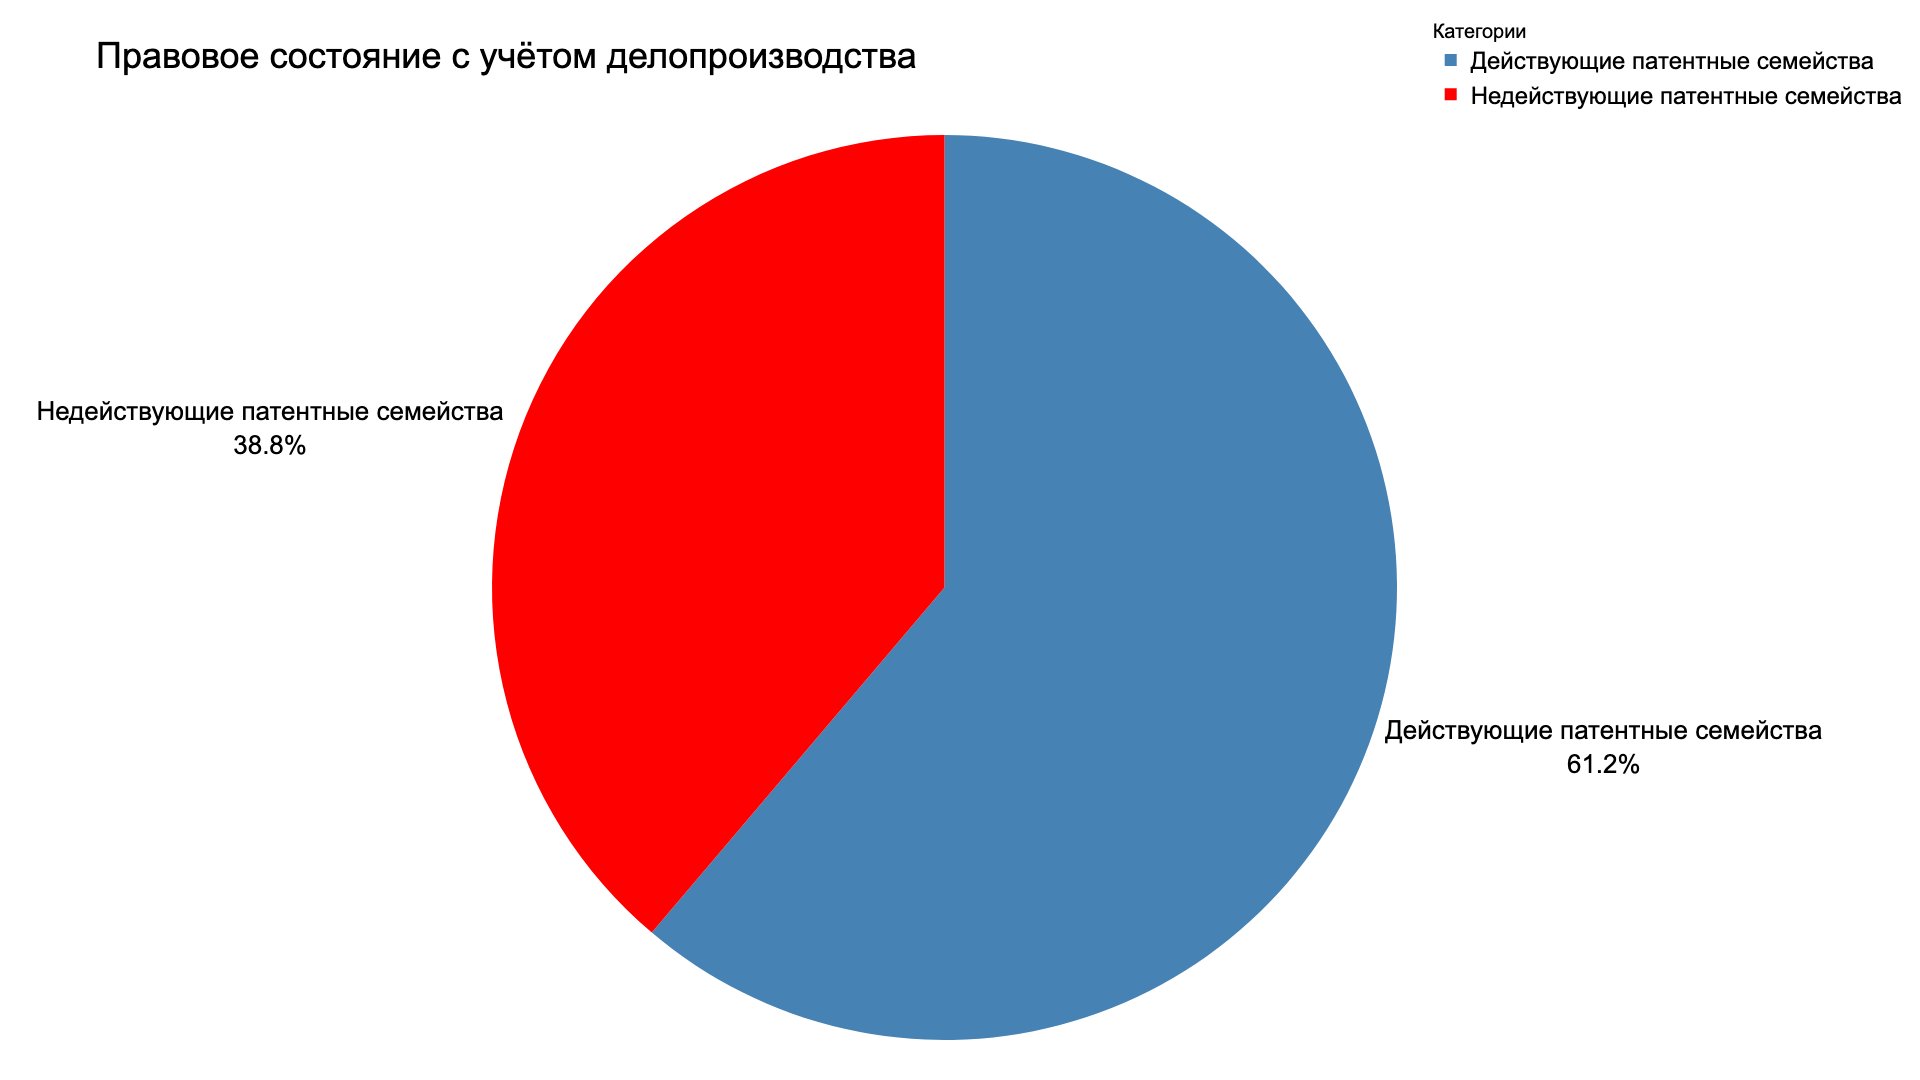 Правовое состояние с учётом делопроизводства
Категории
Действующие патентные семейства
Недействующие патентные семейства
Недействующие патентные семейства
38.8%
Действующие патентные семейства
61.2%